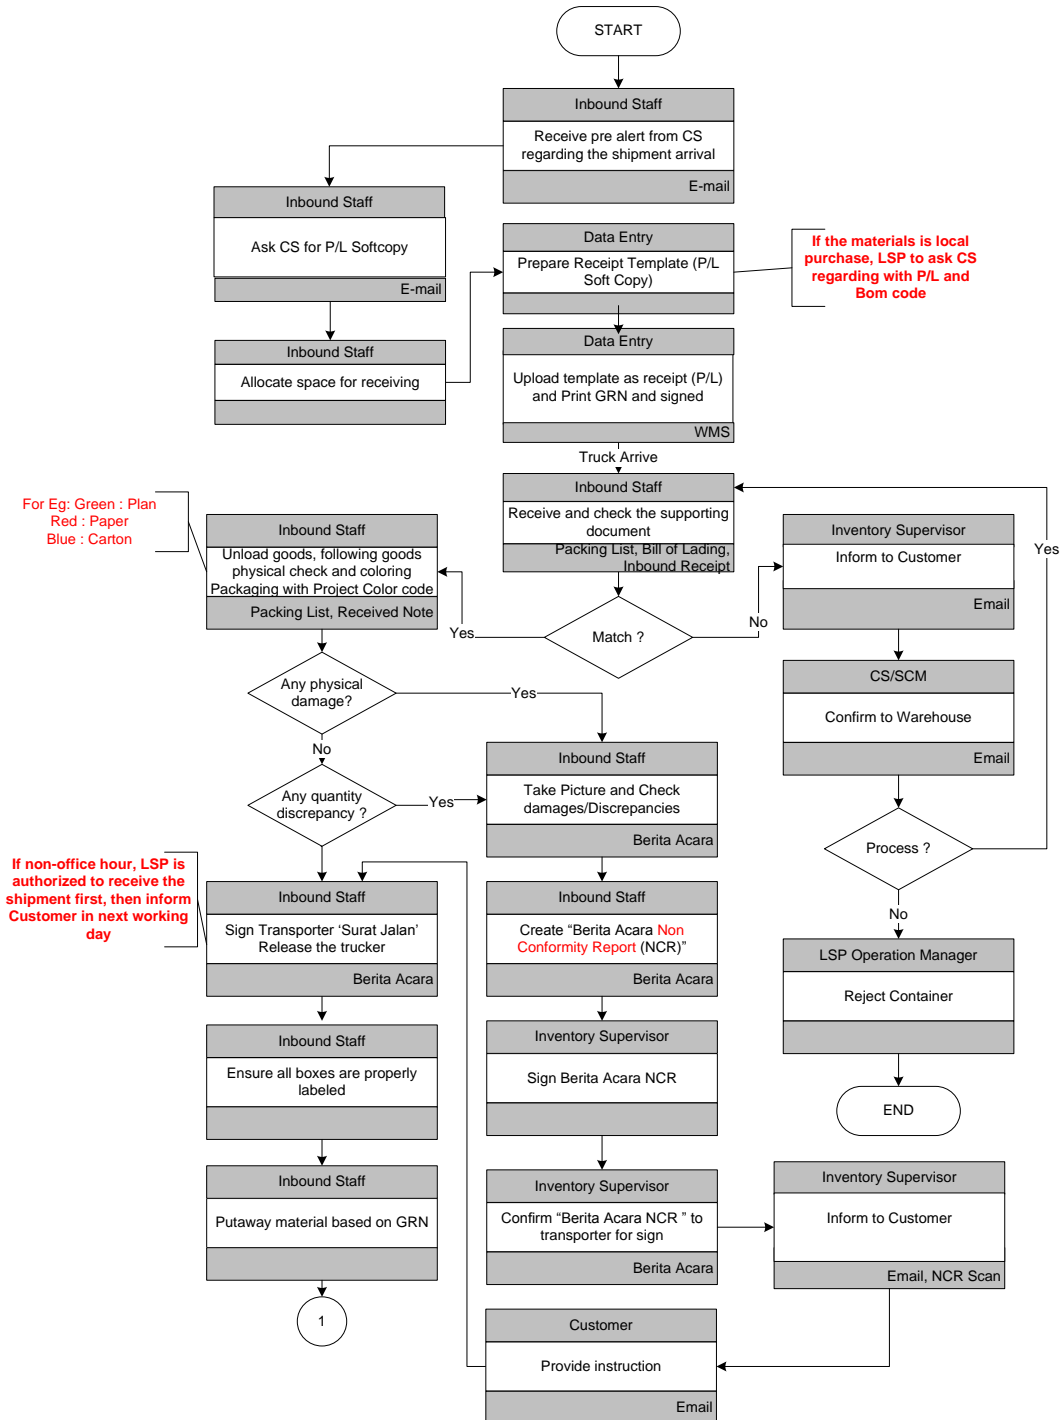 START
Inbound Staff
Receive pre alert from CS
regarding the shipment arrival
E-mail
Inbound Staff
Ask CS for P/L Softcopy
E-mail
Data Entry
Prepare Receipt Template (P/L
Soft Copy)
If the materials is local
purchase, LSP to ask CS
regarding with P/L and
Bom code
Inbound Staff
Allocate space for receiving
Data Entry
Upload template as receipt (P/L)
and Print GRN and signed
WMS
Truck Arrive
Inbound Staff
Receive and check the supporting
document
Packing List, Bill of Lading,
Inbound Receipt
For Eg: Green : Plan
Red : Paper
Blue : Carton
Inbound Staff
Unload goods, following goods
physical check and coloring
Packaging with Project Color code
Packing List, Received Note
Yes
Match ?
No
Inventory Supervisor
Inform to Customer
Email
Yes
CS/SCM
Confirm to Warehouse
Email
Process ?
No
LSP Operation Manager
Reject Container
END
Any physical
damage?
Yes
No
Any quantity
discrepancy ?
Yes
Inbound Staff
Take Picture and Check
damages/Discrepancies
Berita Acara
If non-office hour, LSP is
authorized to receive the
shipment first, then inform
Customer in next working
day
Inbound Staff
Sign Transporter ‘Surat Jalan’
Release the trucker
Berita Acara
Inbound Staff
Create “Berita Acara Non
Conformity Report (NCR)”
Berita Acara
Inbound Staff
Ensure all boxes are properly
labeled
Inventory Supervisor
Sign Berita Acara NCR
Inbound Staff
Putaway material based on GRN
1
Inventory Supervisor
Confirm “Berita Acara NCR ” to
transporter for sign
Berita Acara
Inventory Supervisor
Inform to Customer
Email, NCR Scan
Customer
Provide instruction
Email